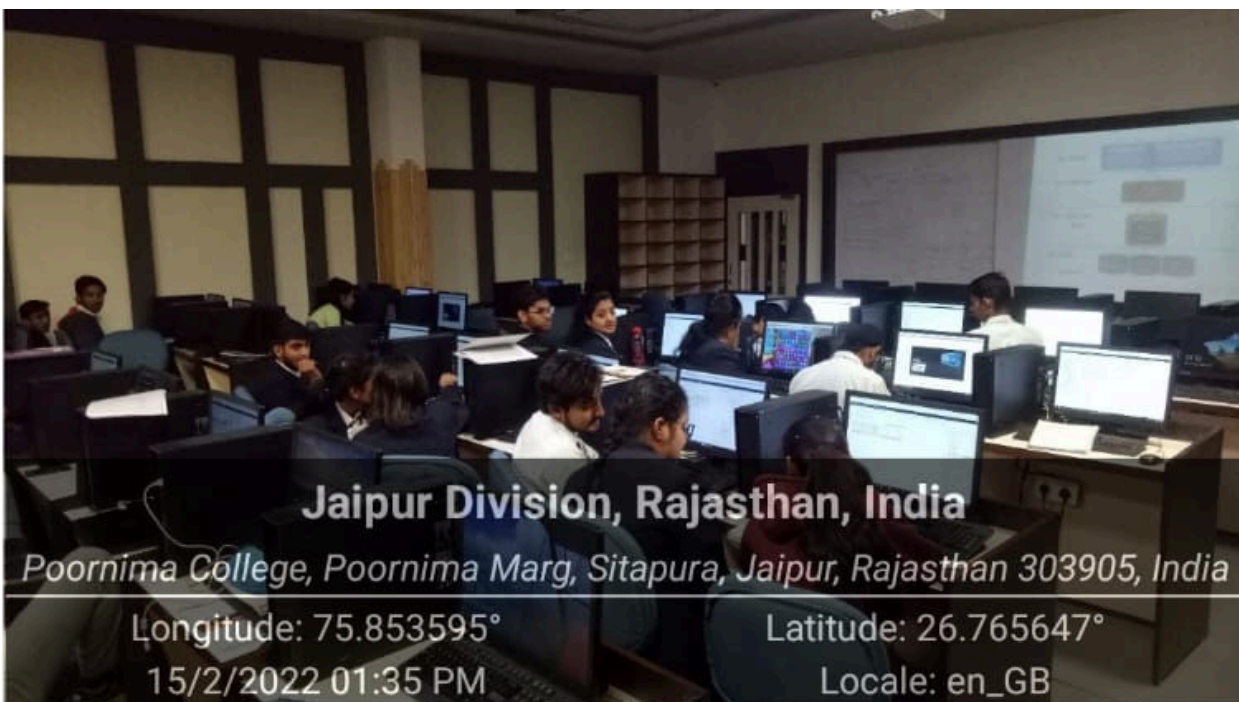 Jaipur Division, Rajasthan, India
Poornima College, Poornima Marg, Sitapura, Jaipur, Rajasthan 303905, India
Longitude: 75.853595°
Latitude: 26.765647°
15/2/2022 01:35 PM
Locale: en_GB